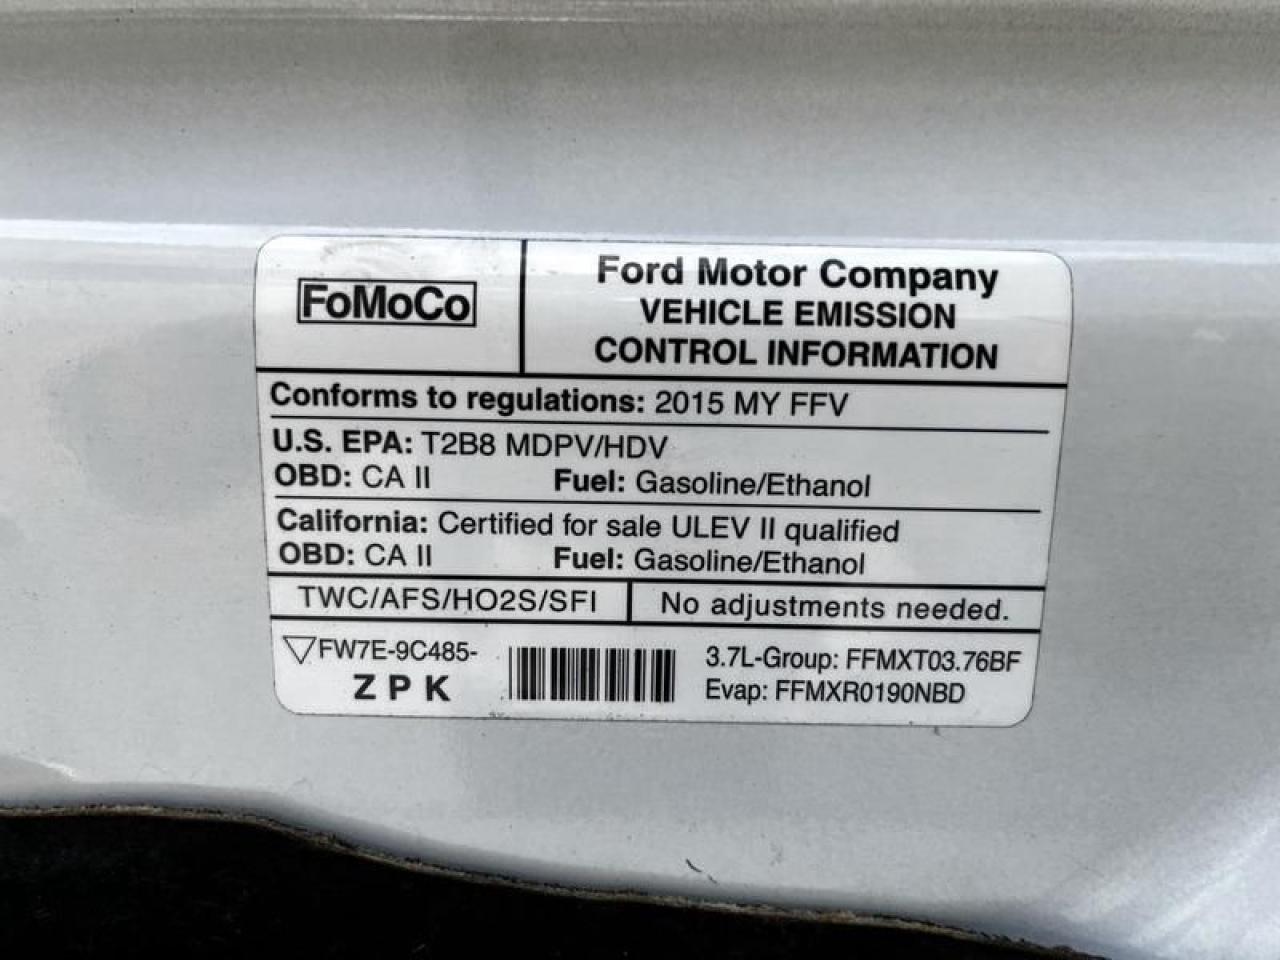 FoMoCo
Ford Motor Company
VEHICLE EMISSION
CONTROL INFORMATION
Conforms to regulations: 2015 MY FFV
U.S. EPA: T2B8 MDPV/HDV
OBD: CA II Fuel: Gasoline/Ethanol
California: Certified for sale ULEV II qualified
OBD: CA II Fuel: Gasoline/Ethanol
TWC/AFS/HO2S/SFI No adjustments needed.
FW7E-9C485-
ZPK
3.7L-Group: FFMXT03.76BF
Evap: FFMXR0190NBD